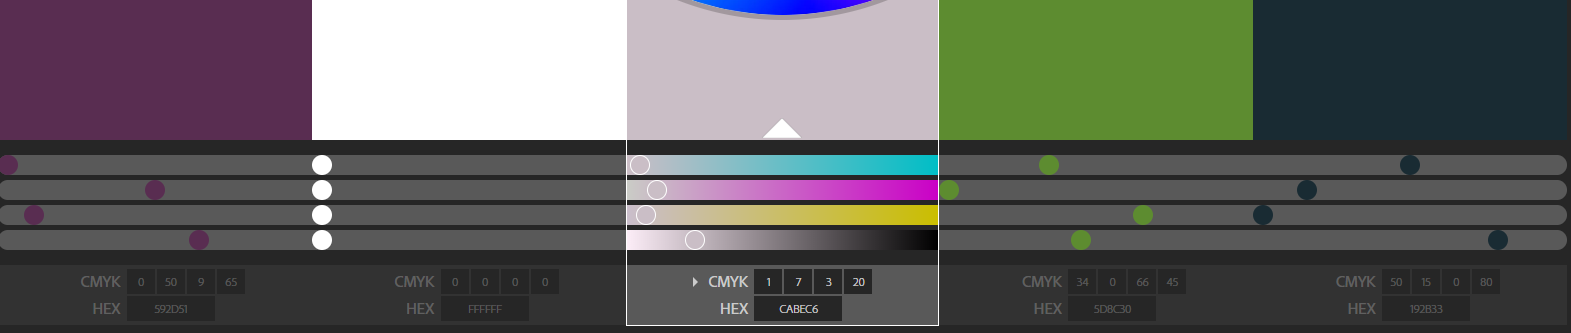 CMYK 0 50 9 65
HEX 592D51
CMYK 0 0 0 0
HEX FFFFFF
CMYK 1 7 3 20
HEX CABEC6
CMYK 34 0 66 45
HEX 5D8C30
CMYK 50 15 0 80
HEX 192B33